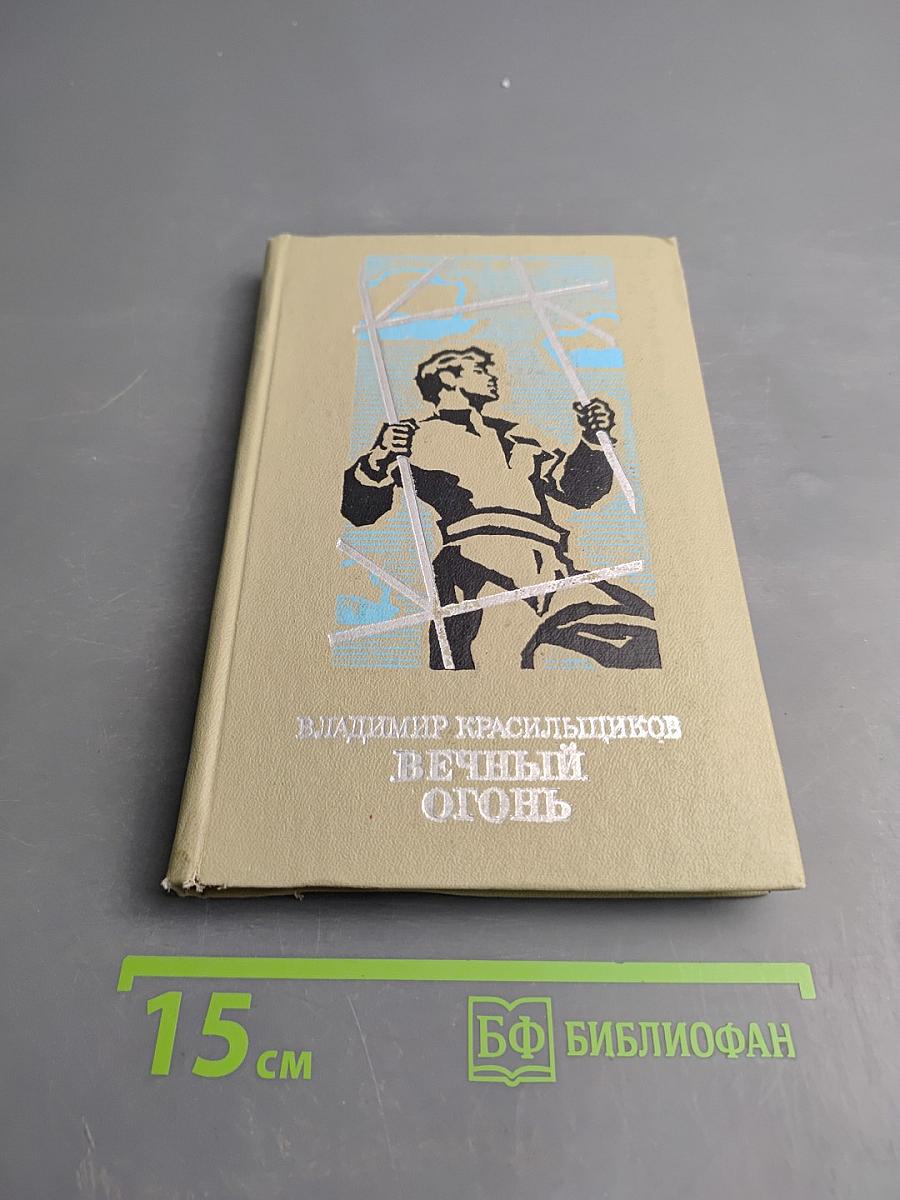 ВЛАДИМИР КРАСИЛЬЩИКОВ
ВЕЧНЫЙ
ОГОНЬ
15 см
БФ БИБЛИОФАН